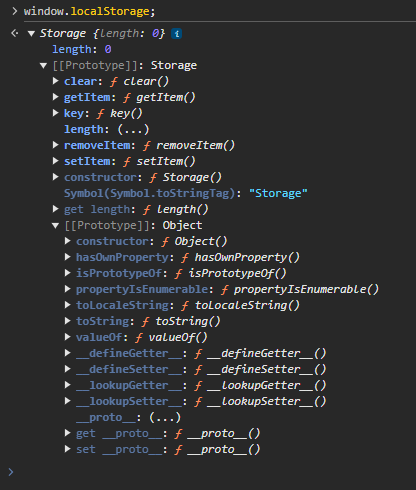 window.localStorage;
Storage {length: 0} i
length: 0
[[Prototype]]: Storage
clear: ƒ clear()
getItem: ƒ getItem()
key: ƒ key()
length: (...)
removeItem: ƒ removeItem()
setItem: ƒ setItem()
constructor: ƒ Storage()
Symbol(Symbol.toStringTag): "Storage"
get length: ƒ length()
[[Prototype]]: Object
constructor: ƒ Object()
hasOwnProperty: ƒ hasOwnProperty()
isPrototypeOf: ƒ isPrototypeOf()
propertyIsEnumerable: ƒ propertyIsEnumerable()
toLocaleString: ƒ toLocaleString()
toString: ƒ toString()
valueOf: ƒ valueOf()
__defineGetter__: ƒ __defineGetter__()
__defineSetter__: ƒ __defineSetter__()
__lookupGetter__: ƒ __lookupGetter__()
__lookupSetter__: ƒ __lookupSetter__()
__proto__: (...)
get __proto__: ƒ __proto__()
set __proto__: ƒ __proto__()